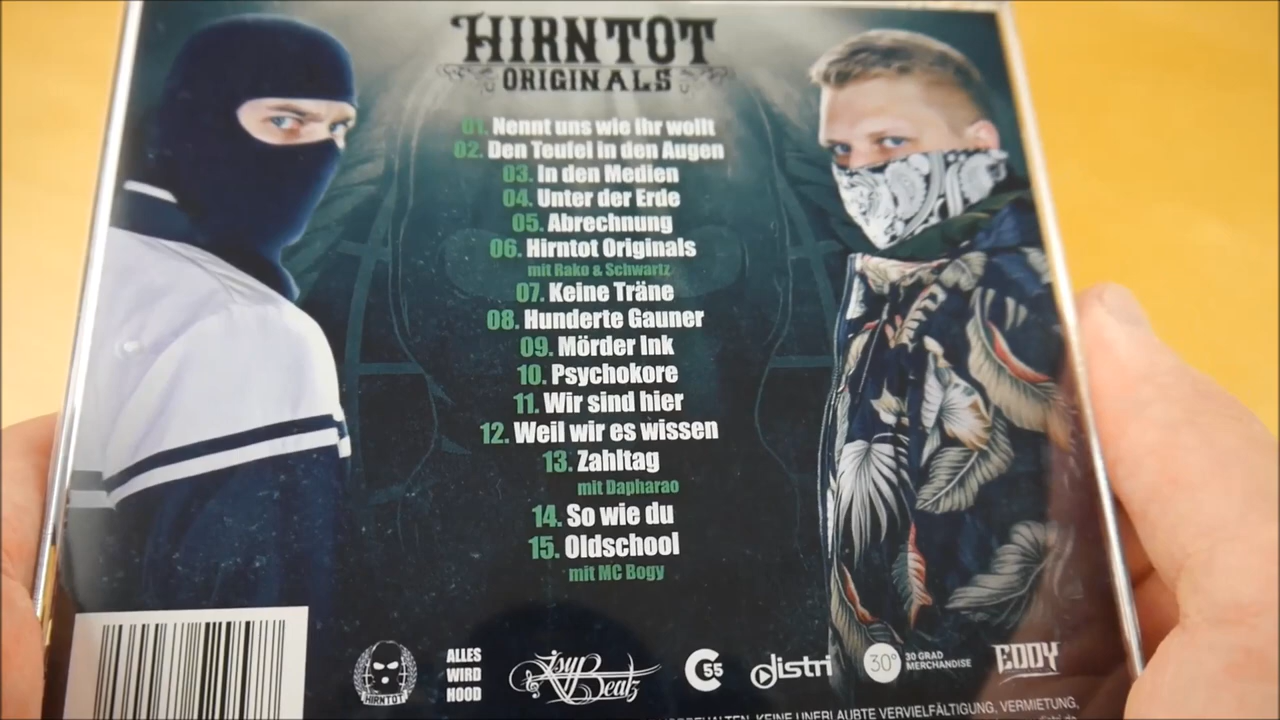 HIRNTOT
ORIGINALS
01. Nennt uns wie ihr wollt
02. Den Teufel in den Augen
03. In den Medien
04. Unter der Erde
05. Abrechnung
06. Hirntot Originals
mit Rako & Schwartz
07. Keine Träne
08. Hunderte Gauner
09. Mörder Ink
10. Psychokore
11. Wir sind hier
12. Weil wir es wissen
13. Zahltag
mit Dapharao
14. So wie du
15. Oldschool
mit MC Bogy
HIRNTOT
ALLES
WIRD
HOOD
JsyBeatz
C55
distri
30°
30 GRAD
MERCHANDISE
EDDY
KEINE UNERLAUBTE VERVIELFÄLTIGUNG, VERMIETUNG,